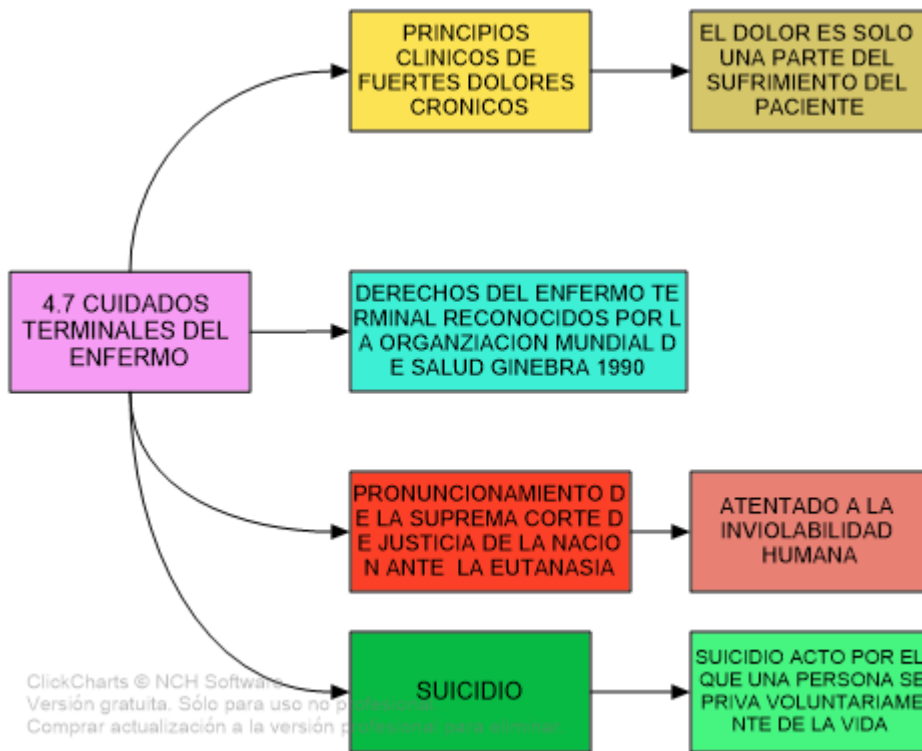 PRINCIPIOS
CLINICOS DE
FUERTES DOLORES
CRONICOS
EL DOLOR ES SOLO
UNA PARTE DEL
SUFRIMIENTO DEL
PACIENTE
4.7 CUIDADOS
TERMINALES DEL
ENFERMO
DERECHOS DEL ENFERMO TE
RMINAL RECONOCIDOS POR L
A ORGANZIACION MUNDIAL D
E SALUD GINEBRA 1990
PRONUNCIONAMIENTO D
E LA SUPREMA CORTE D
E JUSTICIA DE LA NACIO
N ANTE LA EUTANASIA
ATENTADO A LA
INVIOLABILIDAD
HUMANA
SUICIDIO
SUICIDIO ACTO POR EL
QUE UNA PERSONA SE
PRIVA VOLUNTARIAME
NTE DE LA VIDA
ClickCharts © NCH Software
Versión gratuita. Sólo para uso no profesional.
Comprar actualización a la versión profesional para eliminar